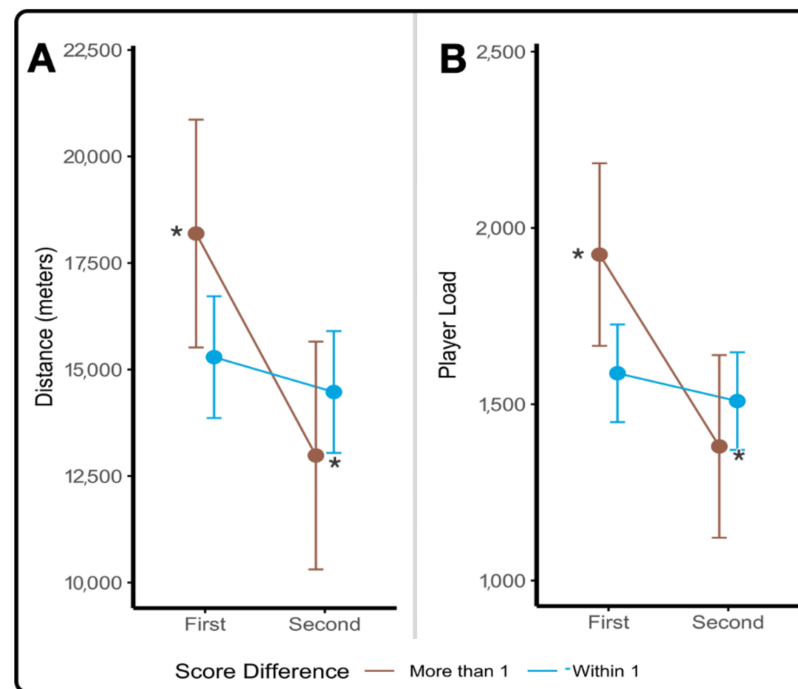 A
22,500
20,000
17,500
15,000
12,500
10,000
Distance (meters)
*
*
First Second
B
2,500
2,000
1,500
1,000
Player Load
*
*
First Second
Score Difference More than 1 Within 1